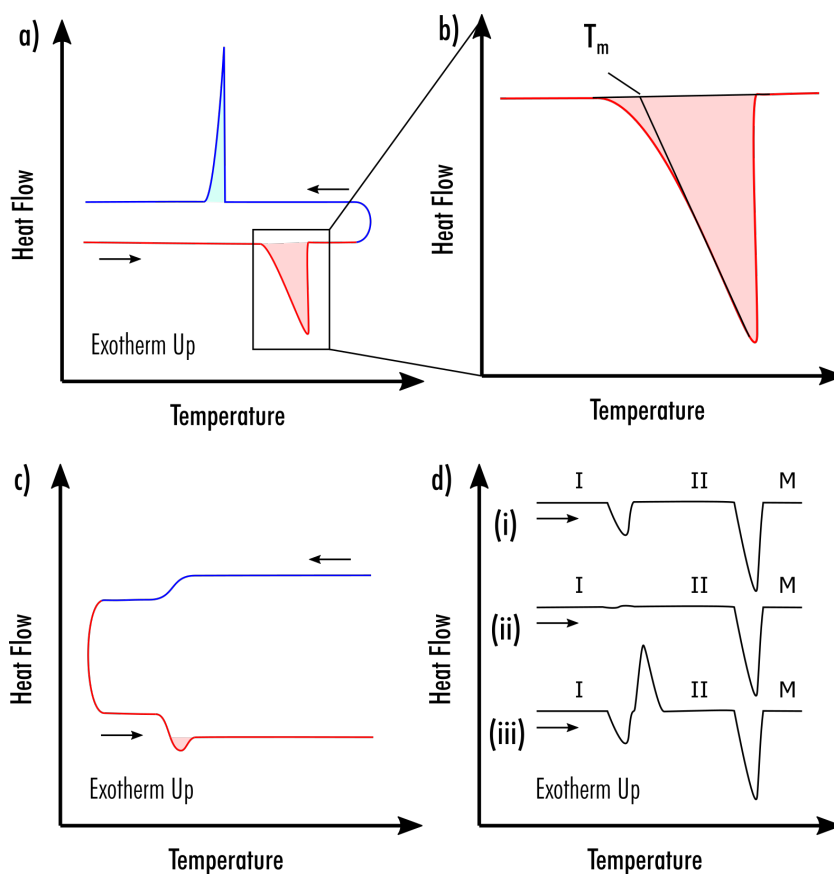 a)
Heat Flow
Exotherm Up
Temperature
b)
Tm
Heat Flow
Temperature
c)
Heat Flow
Exotherm Up
Temperature
d)
I II M
(i)
I II M
(ii)
I II M
(iii)
Heat Flow
Exotherm Up
Temperature